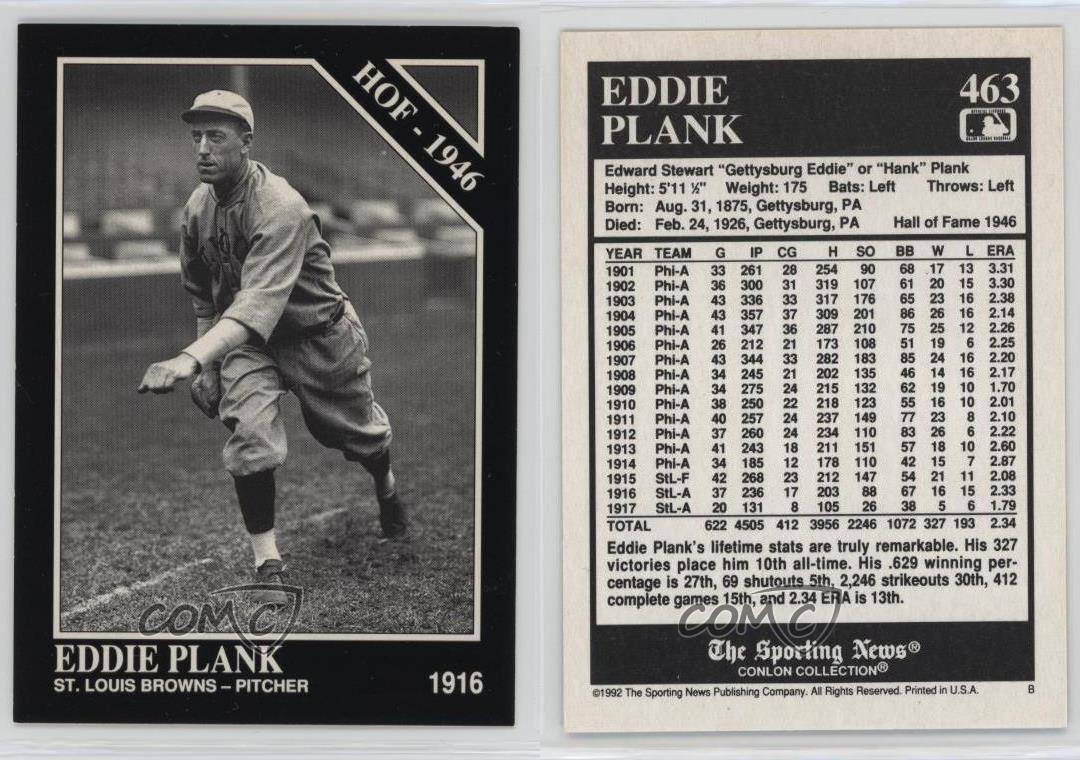 HOF - 1946
EDDIE PLANK
ST. LOUIS BROWNS – PITCHER 1916
COMC
EDDIE 463
PLANK
Edward Stewart "Gettysburg Eddie" or "Hank" Plank
Height: 5'11 ½" Weight: 175 Bats: Left Throws: Left
Born: Aug. 31, 1875, Gettysburg, PA
Died: Feb. 24, 1926, Gettysburg, PA Hall of Fame 1946
YEAR TEAM G IP CG H SO BB W L ERA
1901 Phi-A 33 261 28 254 90 68 17 13 3.31
1902 Phi-A 36 300 31 319 107 61 20 15 3.30
1903 Phi-A 43 336 33 317 176 65 23 16 2.38
1904 Phi-A 43 357 37 309 201 86 26 16 2.14
1905 Phi-A 41 347 36 287 210 75 25 12 2.26
1906 Phi-A 26 212 21 173 108 51 19 6 2.25
1907 Phi-A 43 344 33 282 183 85 24 16 2.20
1908 Phi-A 34 245 21 202 135 46 14 16 2.17
1909 Phi-A 34 275 24 215 132 62 19 10 1.70
1910 Phi-A 38 250 22 218 123 55 16 10 2.01
1911 Phi-A 40 257 24 237 149 77 23 8 2.10
1912 Phi-A 37 260 24 234 110 83 26 6 2.22
1913 Phi-A 41 243 18 211 151 57 18 10 2.60
1914 Phi-A 34 185 12 178 110 42 15 7 2.87
1915 StL-F 42 268 23 212 147 54 21 11 2.08
1916 StL-A 37 236 17 203 88 67 16 15 2.33
1917 StL-A 20 131 8 105 26 38 5 6 1.79
TOTAL 622 4505 412 3956 2246 1072 327 193 2.34
Eddie Plank's lifetime stats are truly remarkable. His 327
victories place him 10th all-time. His .629 winning per-
centage is 27th, 69 shutouts 5th, 2,246 strikeouts 30th, 412
complete games 15th, and 2.34 ERA is 13th.
COMC
The Sporting News®
CONLON COLLECTION®
©1992 The Sporting News Publishing Company. All Rights Reserved. Printed in U.S.A. B